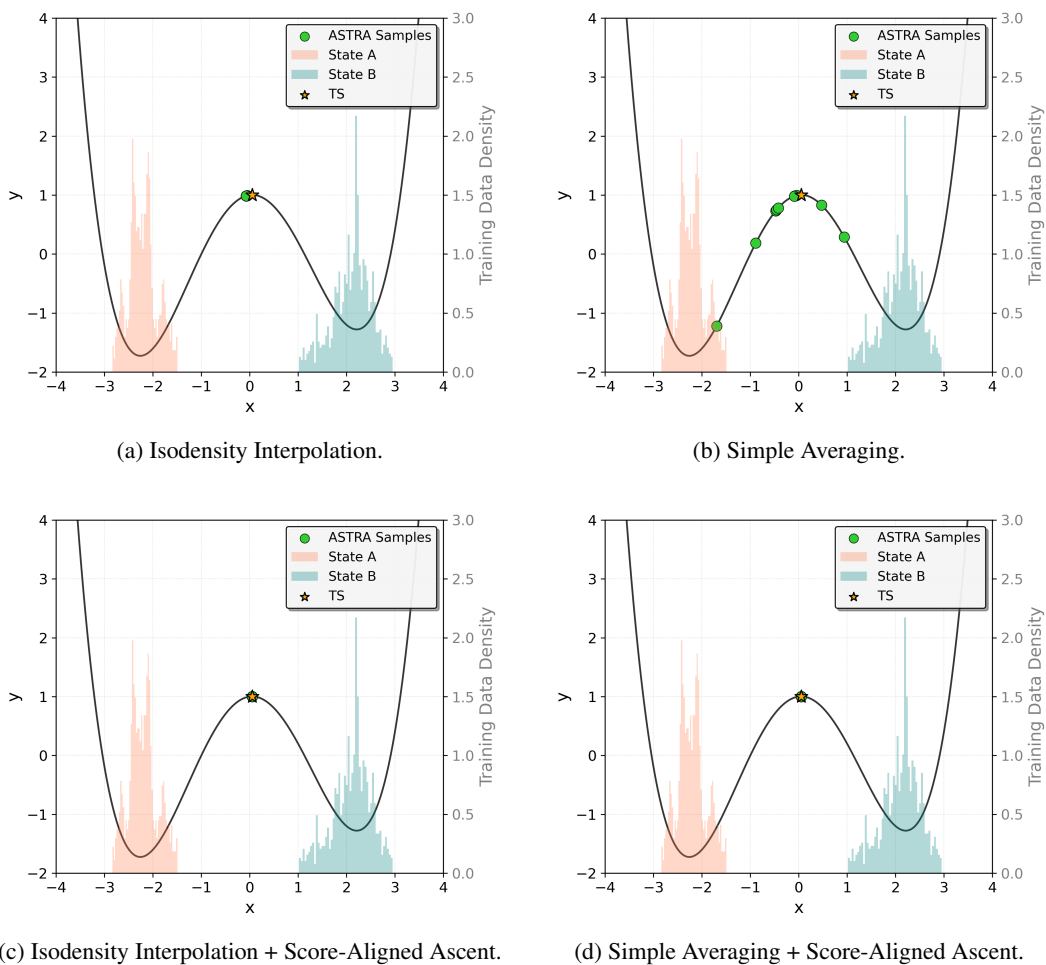 4
3
2
1
0
−1
−2
y
−4
−3
−2
−1
0
1
2
3
4
x
3.0
2.5
2.0
1.5
1.0
0.5
0.0
Training Data Density
ASTRA Samples
State A
State B
TS
(a) Isodensity Interpolation.
4
3
2
1
0
−1
−2
y
−4
−3
−2
−1
0
1
2
3
4
x
3.0
2.5
2.0
1.5
1.0
0.5
0.0
Training Data Density
ASTRA Samples
State A
State B
TS
(b) Simple Averaging.
4
3
2
1
0
−1
−2
y
−4
−3
−2
−1
0
1
2
3
4
x
3.0
2.5
2.0
1.5
1.0
0.5
0.0
Training Data Density
ASTRA Samples
State A
State B
TS
(c) Isodensity Interpolation + Score-Aligned Ascent.
4
3
2
1
0
−1
−2
y
−4
−3
−2
−1
0
1
2
3
4
x
3.0
2.5
2.0
1.5
1.0
0.5
0.0
Training Data Density
ASTRA Samples
State A
State B
TS
(d) Simple Averaging + Score-Aligned Ascent.